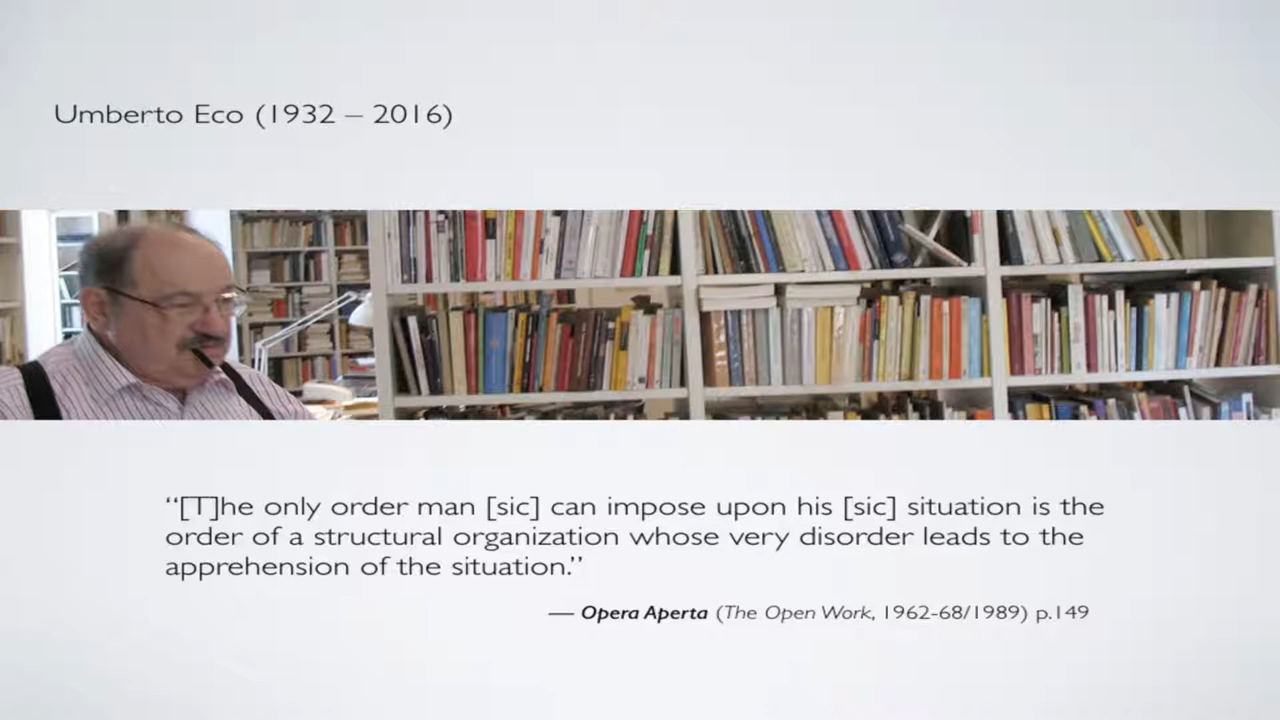 Umberto Eco (1932 – 2016)
“[T]he only order man [sic] can impose upon his [sic] situation is the
order of a structural organization whose very disorder leads to the
apprehension of the situation.”
— Opera Aperta (The Open Work, 1962-68/1989) p.149